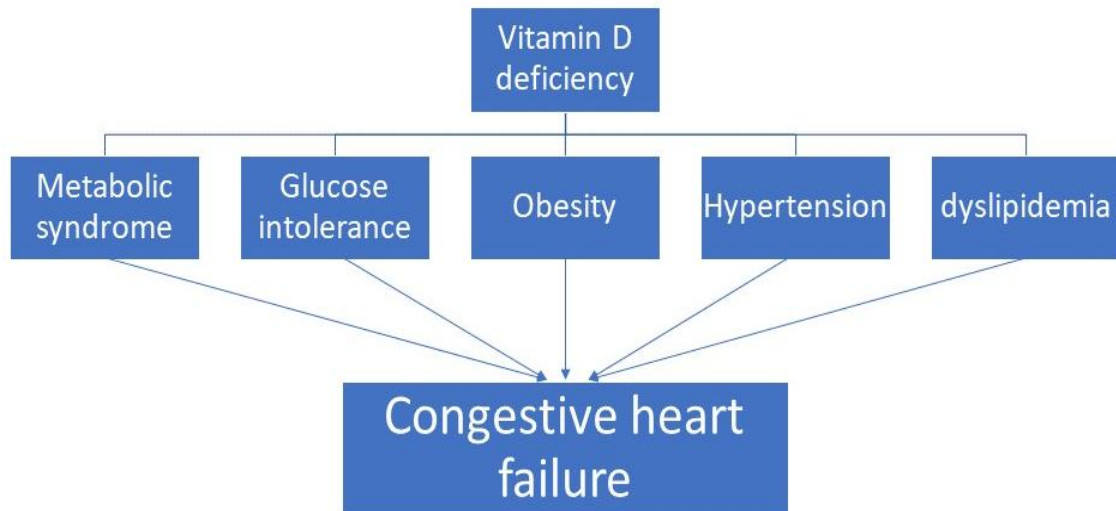 Vitamin D
deficiency
Metabolic
syndrome
Glucose
intolerance
Obesity
Hypertension
dyslipidemia
Congestive heart
failure